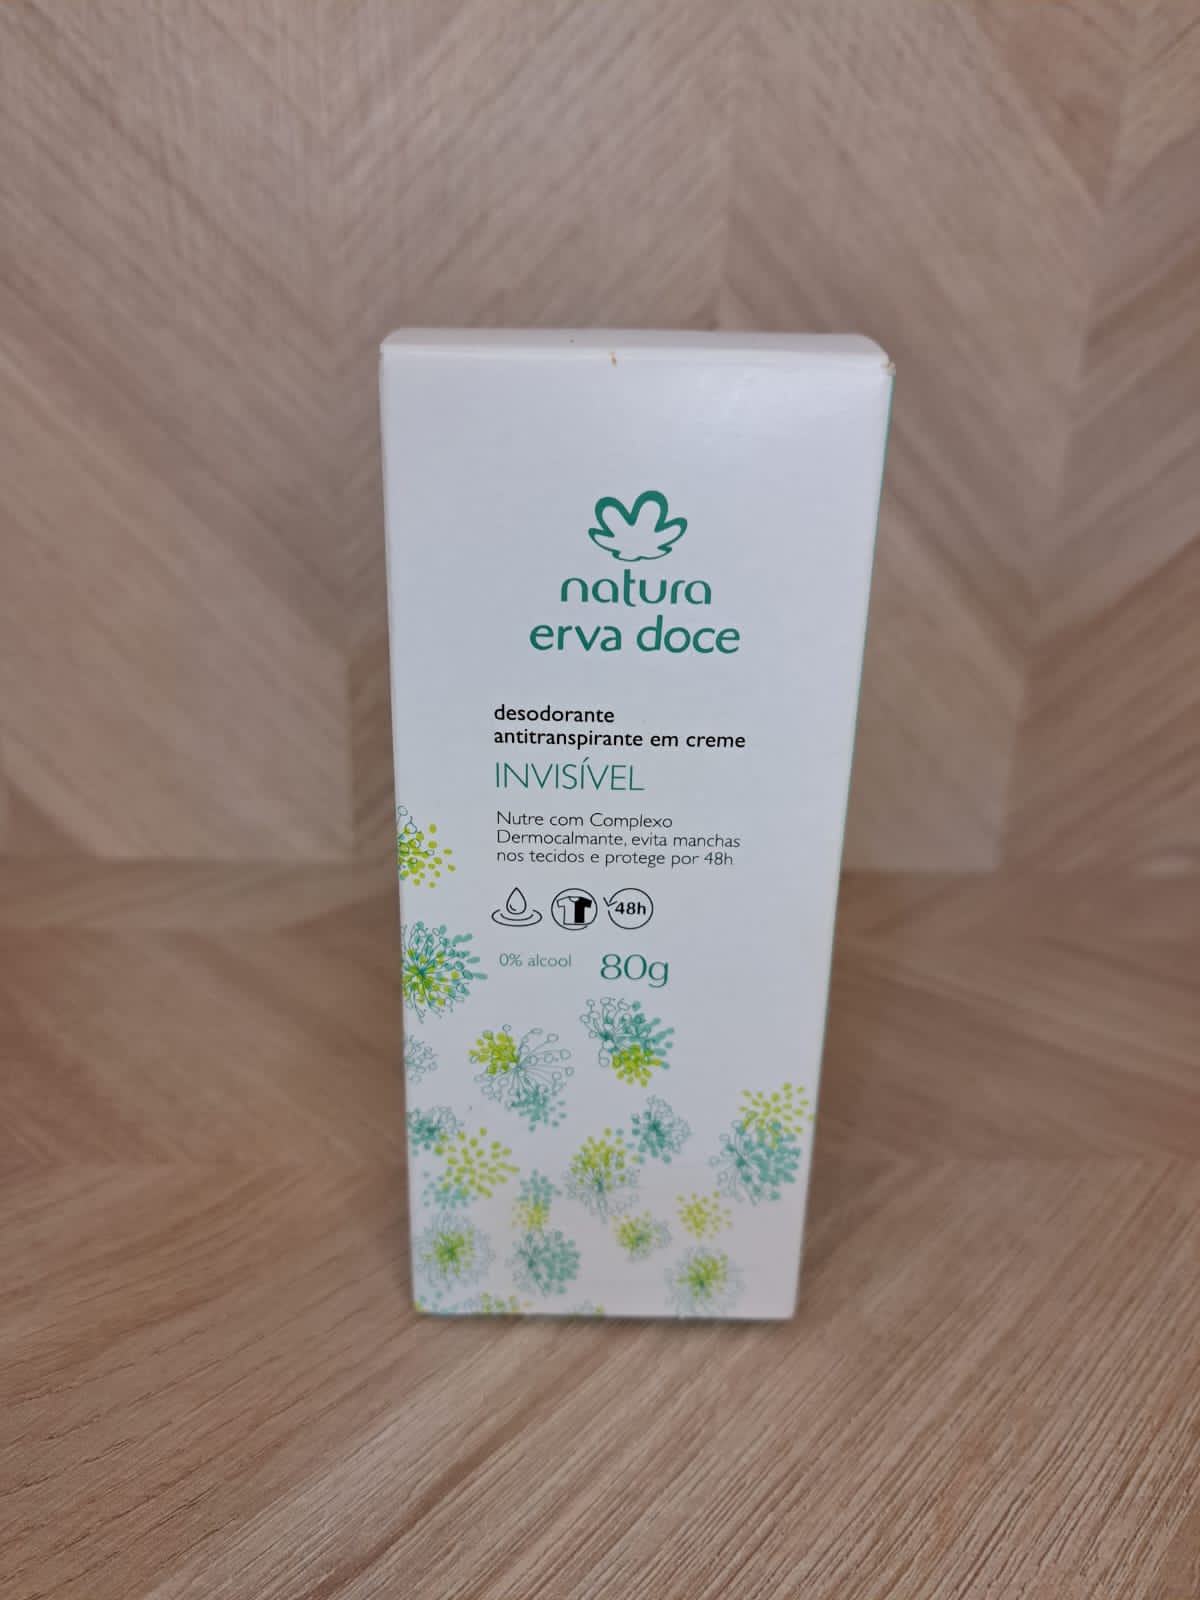 natura
erva doce
desodorante
antitranspirante em creme
INVISÍVEL
Nutre com Complexo
Dermocalmante, evita manchas
nos tecidos e protege por 48h
48h
0% alcool 80g